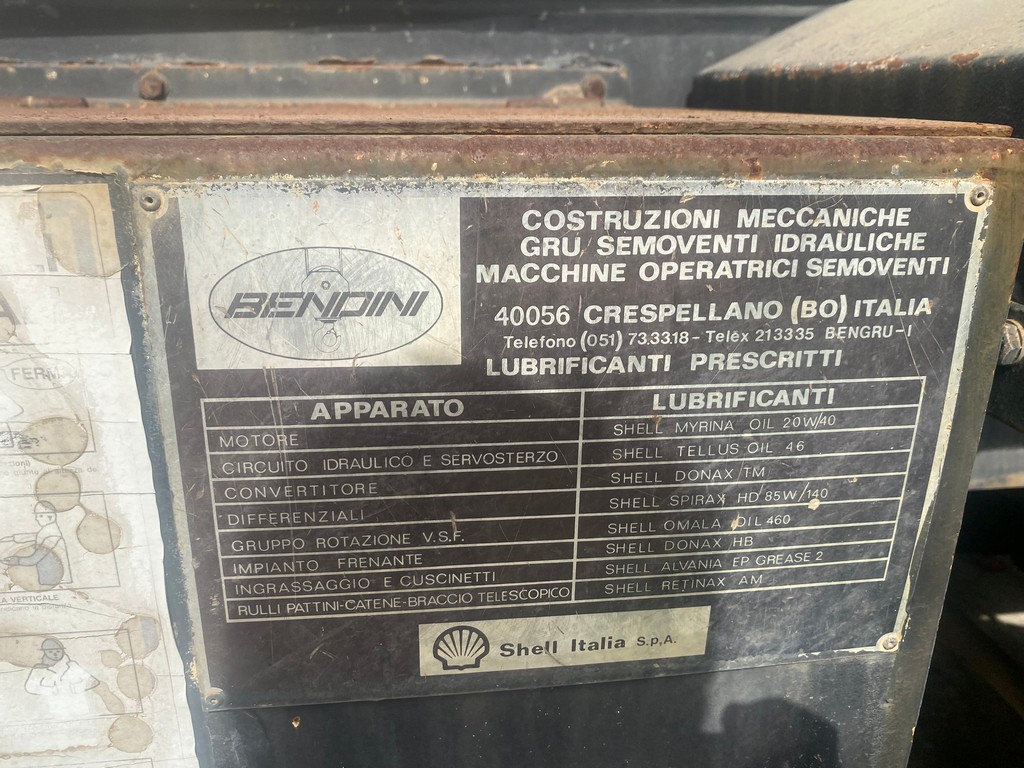 BENDINI
COSTRUZIONI MECCANICHE
GRU SEMOVENTI IDRAULICHE
MACCHINE OPERATRICI SEMOVENTI
40056 CRESPELLANO (BO) ITALIA
Telefono (051) 73.33.18 - Telex 213335 BENGRU-I
LUBRIFICANTI PRESCRITTI
APPARATO LUBRIFICANTI
MOTORE SHELL MYRINA OIL 20W/40
CIRCUITO IDRAULICO E SERVOSTERZO SHELL TELLUS OIL 46
CONVERTITORE SHELL DONAX TM
DIFFERENZIALI SHELL SPIRAX HD 85W/140
GRUPPO ROTAZIONE V.S.F. SHELL OMALA OIL 460
IMPIANTO FRENANTE SHELL DONAX HB
INGRASSAGGIO E CUSCINETTI SHELL ALVANIA EP GREASE 2
RULLI PATTINI-CATENE-BRACCIO TELESCOPICO SHELL RETINAX AM
Shell Italia S.p.A.
A
FERM
VERTICALE